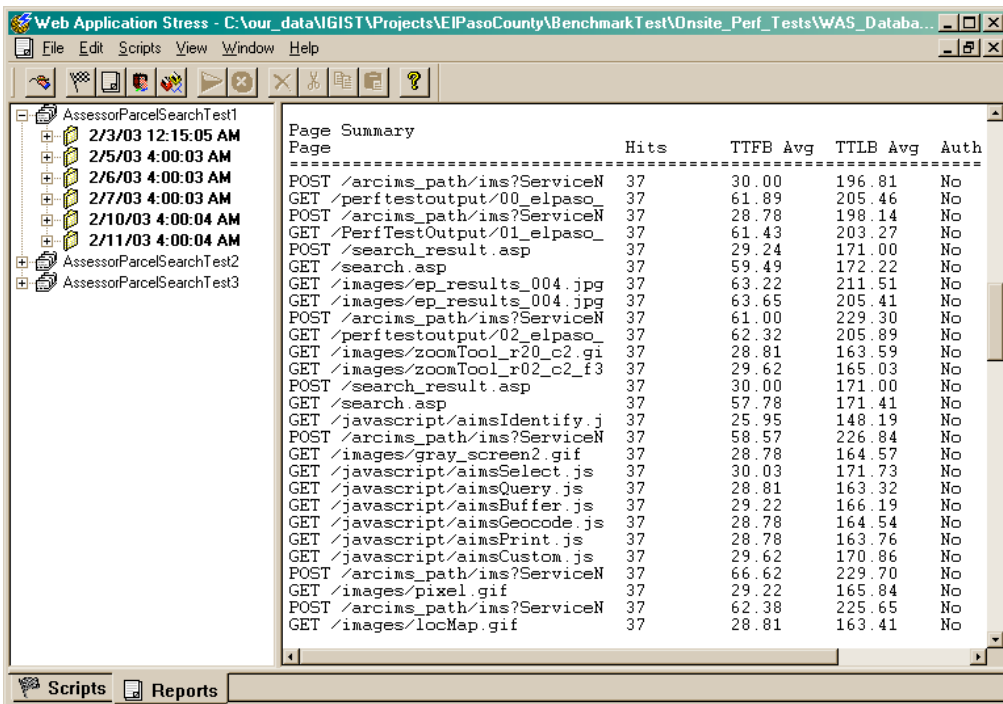 Web Application Stress - C:\our_data\IGIST\Projects\ElPasoCounty\BenchmarkTest\Onsite_Perf_Tests\WAS_Databa...
File Edit Scripts View Window Help
AssessorParcelSearchTest1
2/3/03 12:15:05 AM
2/5/03 4:00:03 AM
2/6/03 4:00:03 AM
2/7/03 4:00:03 AM
2/10/03 4:00:04 AM
2/11/03 4:00:04 AM
AssessorParcelSearchTest2
AssessorParcelSearchTest3
Page Summary
Page Hits TTFB Avg TTLB Avg Auth
================================================================
POST /arcims_path/ims?ServiceN 37 30.00 196.81 No
GET /perftestoutput/00_elpaso_ 37 61.89 205.46 No
POST /arcims_path/ims?ServiceN 37 28.78 198.14 No
GET /PerfTestOutput/01_elpaso_ 37 61.43 203.27 No
POST /search_result.asp 37 29.24 171.00 No
GET /search.asp 37 59.49 172.22 No
GET /images/ep_results_004.jpg 37 63.22 211.51 No
GET /images/ep_results_004.jpg 37 63.65 205.41 No
POST /arcims_path/ims?ServiceN 37 61.00 229.30 No
GET /perftestoutput/02_elpaso_ 37 62.32 205.89 No
GET /images/zoomTool_r20_c2.gi 37 28.81 163.59 No
GET /images/zoomTool_r02_c2_f3 37 29.62 165.03 No
POST /search_result.asp 37 30.00 171.00 No
GET /search.asp 37 57.78 171.41 No
GET /javascript/aimsIdentify.j 37 25.95 148.19 No
POST /arcims_path/ims?ServiceN 37 58.57 226.84 No
GET /images/gray_screen2.gif 37 28.78 164.57 No
GET /javascript/aimsSelect.js 37 30.03 171.73 No
GET /javascript/aimsQuery.js 37 28.81 163.32 No
GET /javascript/aimsBuffer.js 37 29.22 166.19 No
GET /javascript/aimsGeocode.js 37 28.78 164.54 No
GET /javascript/aimsPrint.js 37 28.78 163.76 No
GET /javascript/aimsCustom.js 37 29.62 170.86 No
POST /arcims_path/ims?ServiceN 37 66.62 229.70 No
GET /images/pixel.gif 37 29.22 165.84 No
POST /arcims_path/ims?ServiceN 37 62.38 225.65 No
GET /images/locMap.gif 37 28.81 163.41 No
Scripts Reports